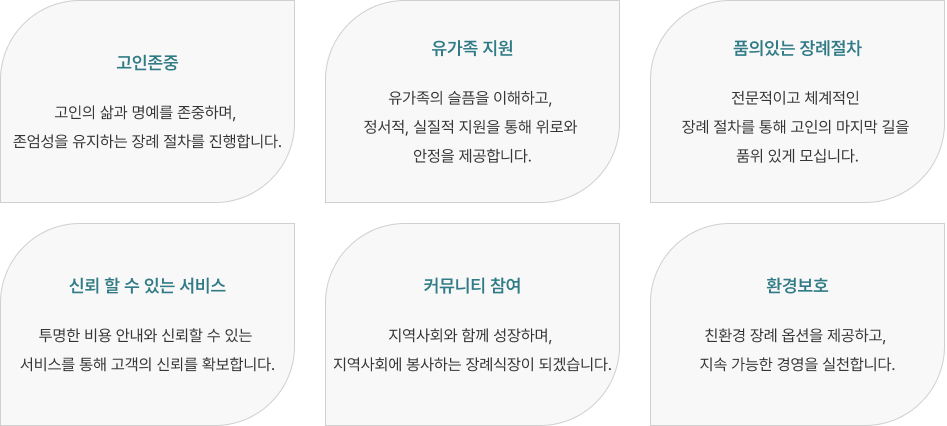 고인존중
고인의 삶과 명예를 존중하며,
존엄성을 유지하는 장례 절차를 진행합니다.
유가족 지원
유가족의 슬픔을 이해하고,
정서적, 실질적 지원을 통해 위로와
안정을 제공합니다.
품의있는 장례절차
전문적이고 체계적인
장례 절차를 통해 고인의 마지막 길을
품위 있게 모십니다.
신뢰 할 수 있는 서비스
투명한 비용 안내와 신뢰할 수 있는
서비스를 통해 고객의 신뢰를 확보합니다.
커뮤니티 참여
지역사회와 함께 성장하며,
지역사회에 봉사하는 장례식장이 되겠습니다.
환경보호
친환경 장례 옵션을 제공하고,
지속 가능한 경영을 실천합니다.